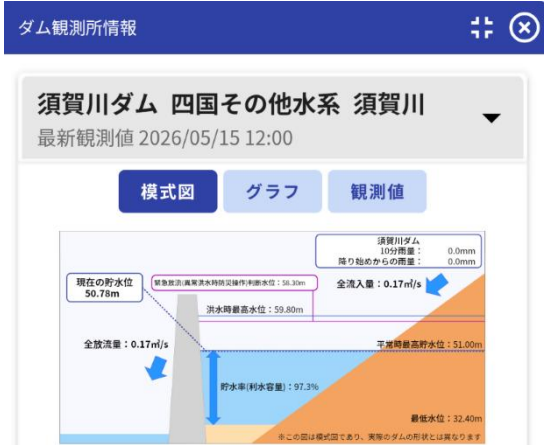 ダム観測所情報
須賀川ダム 四国その他水系 須賀川
最新観測値 2026/05/15 12:00
模式図 グラフ 観測値
須賀川ダム
10分雨量： 0.0mm
降り始めからの雨量： 0.0mm
現在の貯水位
50.78m
緊急放流(異常洪水時防災操作)判断水位：58.30m
全流入量：0.17㎥/s
洪水時最高水位：59.80m
全放流量：0.17㎥/s
平常時最高貯水位：51.00m
貯水率(利水容量)：97.3%
最低水位：32.40m
※この図は模式図であり、実際のダムの形状とは異なります